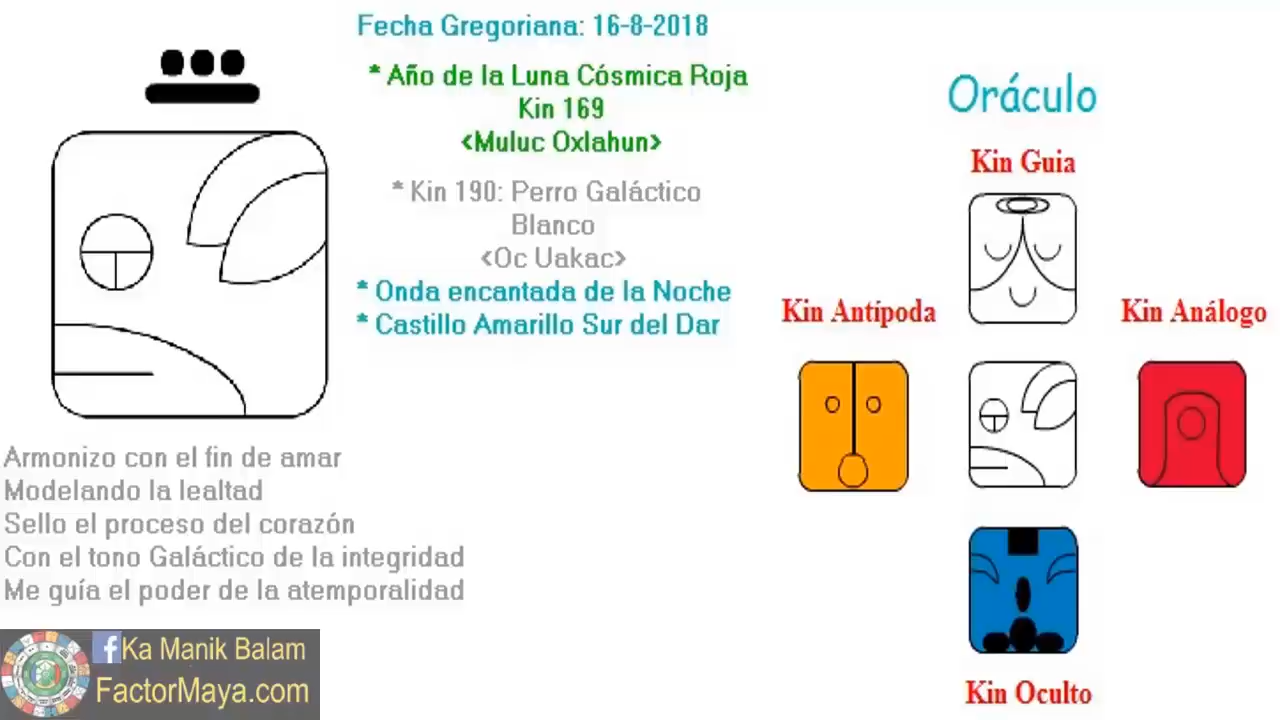 Fecha Gregoriana: 16-8-2018
* Año de la Luna Cósmica Roja
Kin 169
<Muluc Oxlahun>
* Kin 190: Perro Galáctico
Blanco
<Oc Uakac>
* Onda encantada de la Noche
* Castillo Amarillo Sur del Dar
Armonizo con el fin de amar
Modelando la lealtad
Sello el proceso del corazón
Con el tono Galáctico de la integridad
Me guía el poder de la atemporalidad
Oráculo
Kin Guia
Kin Antípoda
Kin Análogo
Kin Oculto
f Ka Manik Balam
FactorMaya.com